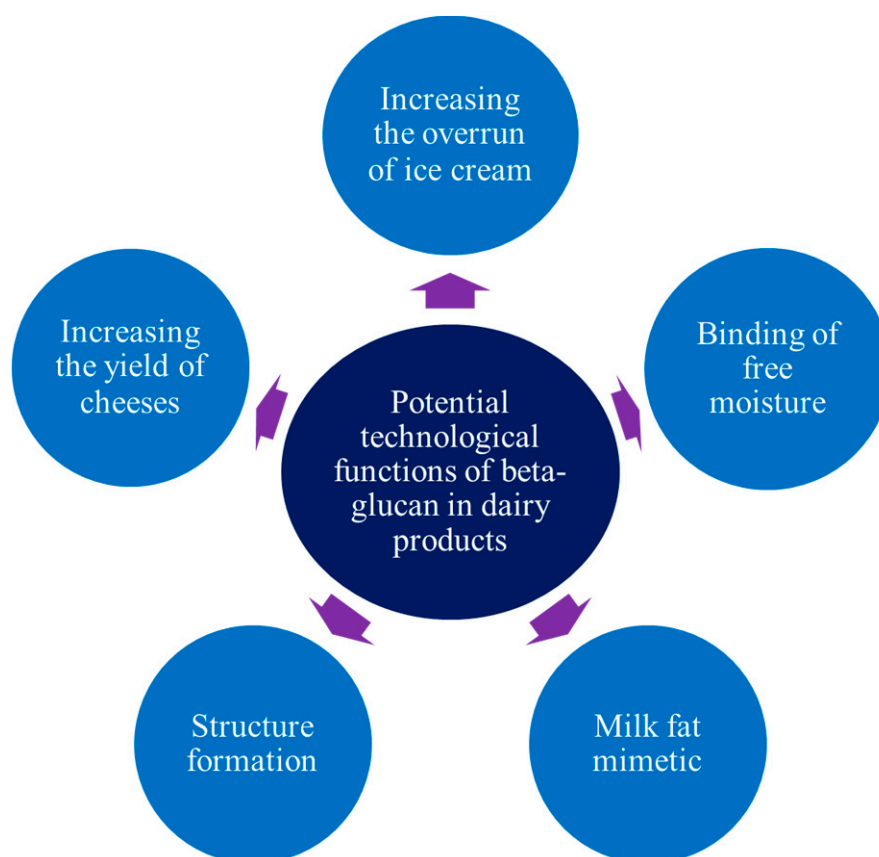 Increasing
the overrun
of ice cream
Increasing
the yield of
cheeses
Binding of
free
moisture
Potential
technological
functions of beta-
glucan in dairy
products
Structure
formation
Milk fat
mimetic